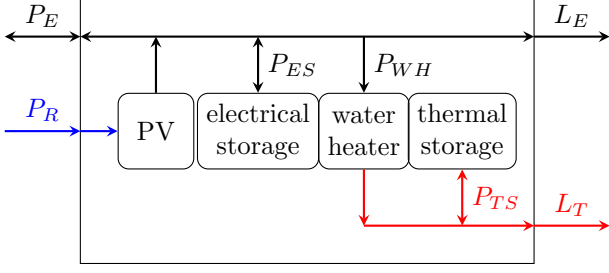 P_E
L_E
P_ES
P_WH
P_R
PV
electrical
storage
water
heater
thermal
storage
P_TS
L_T